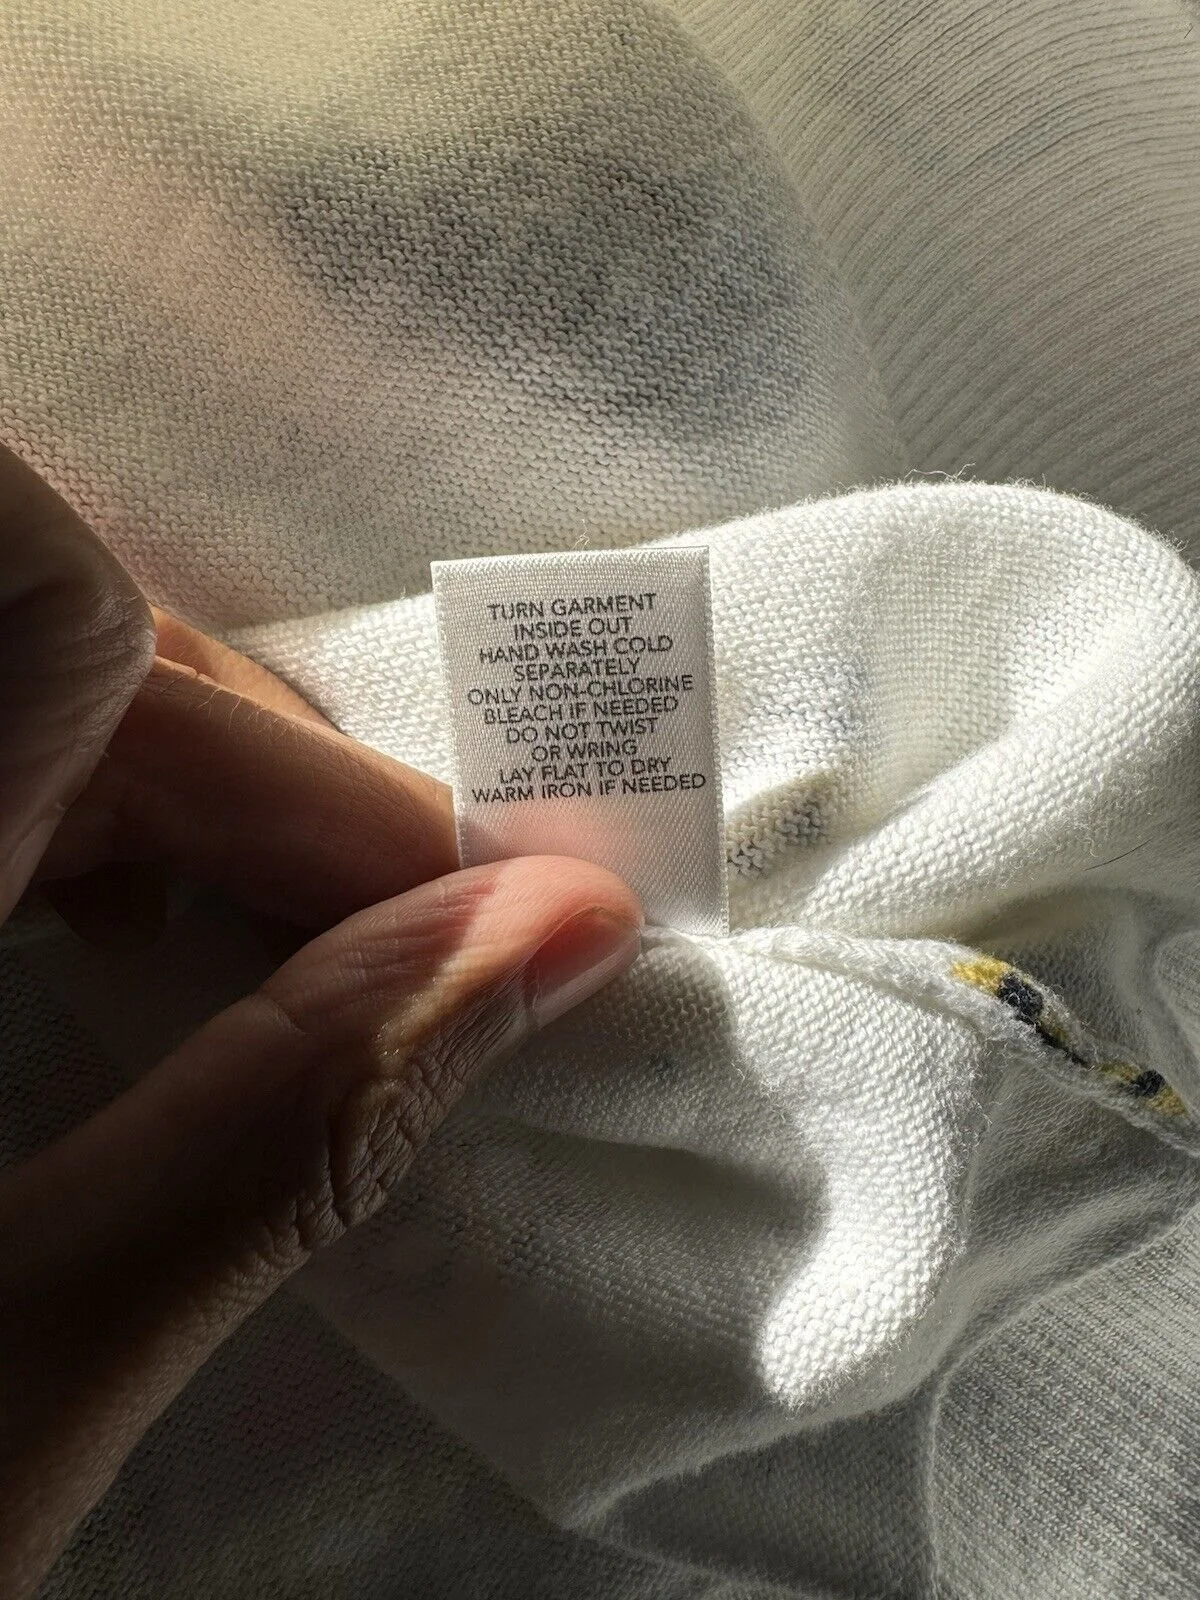 TURN GARMENT
INSIDE OUT
HAND WASH COLD
SEPARATELY
ONLY NON-CHLORINE
BLEACH IF NEEDED
DO NOT TWIST
OR WRING
LAY FLAT TO DRY
WARM IRON IF NEEDED